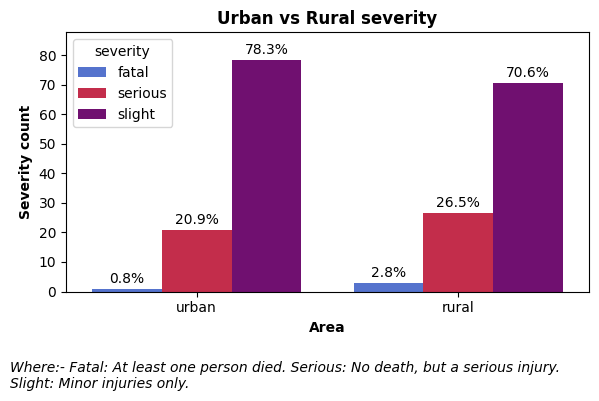 Urban vs Rural severity
Severity count
80
70
60
50
40
30
20
10
0
severity
fatal
serious
slight
0.8%
20.9%
78.3%
2.8%
26.5%
70.6%
urban
rural
Area
Where:- Fatal: At least one person died. Serious: No death, but a serious injury.
Slight: Minor injuries only.